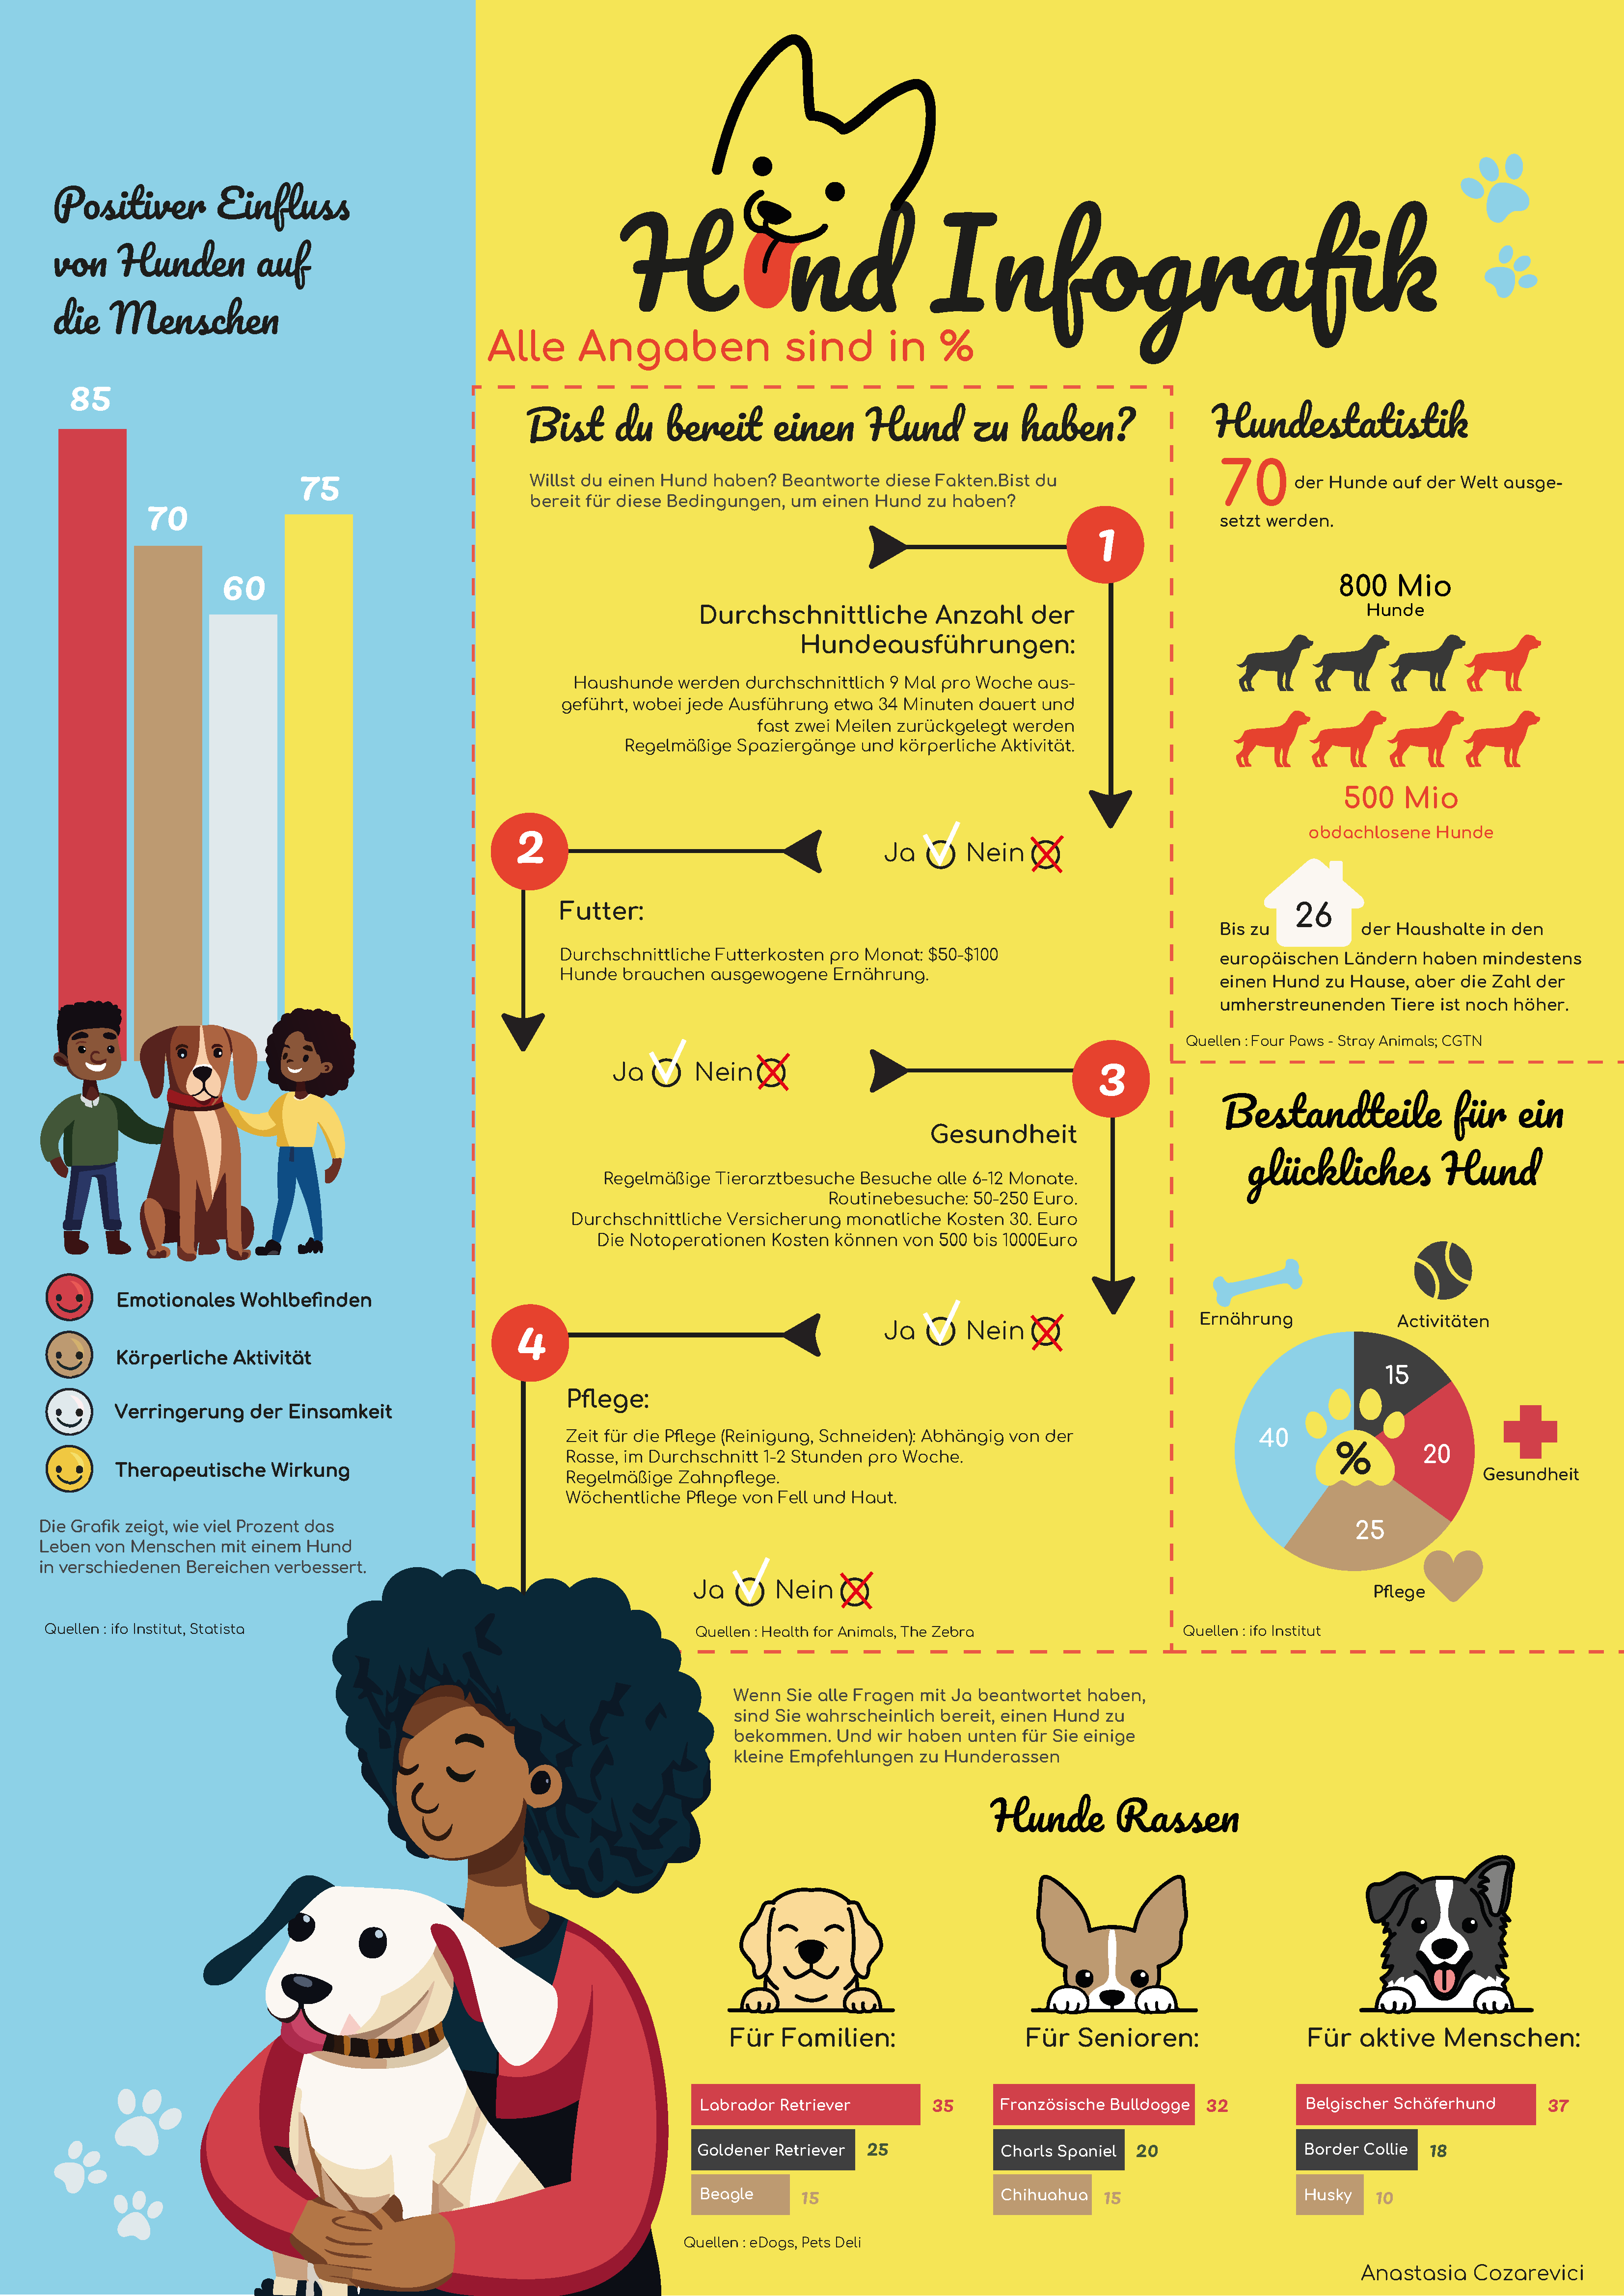 Hund Infografik
Alle Angaben sind in %
Positiver Einfluss
von Hunden auf
die Menschen
85
70
60
75
Emotionales Wohlbefinden
Körperliche Aktivität
Verringerung der Einsamkeit
Therapeutische Wirkung
Die Grafik zeigt, wie viel Prozent das
Leben von Menschen mit einem Hund
in verschiedenen Bereichen verbessert.
Quellen : ifo Institut, Statista
Bist du bereit einen Hund zu haben?
Willst du einen Hund haben? Beantworte diese Fakten.Bist du
bereit für diese Bedingungen, um einen Hund zu haben?
1
Durchschnittliche Anzahl der
Hundeausführungen:
Haushunde werden durchschnittlich 9 Mal pro Woche aus-
geführt, wobei jede Ausführung etwa 34 Minuten dauert und
fast zwei Meilen zurückgelegt werden
Regelmäßige Spaziergänge und körperliche Aktivität.
Ja Nein
2
Futter:
Durchschnittliche Futterkosten pro Monat: $50-$100
Hunde brauchen ausgewogene Ernährung.
Ja Nein
3
Gesundheit
Regelmäßige Tierarztbesuche Besuche alle 6-12 Monate.
Routinebesuche: 50-250 Euro.
Durchschnittliche Versicherung monatliche Kosten 30. Euro
Die Notoperationen Kosten können von 500 bis 1000Euro
Ja Nein
4
Pflege:
Zeit für die Pflege (Reinigung, Schneiden): Abhängig von der
Rasse, im Durchschnitt 1-2 Stunden pro Woche.
Regelmäßige Zahnpflege.
Wöchentliche Pflege von Fell und Haut.
Ja Nein
Quellen : Health for Animals, The Zebra
Hundestatistik
70 der Hunde auf der Welt ausge-
setzt werden.
800 Mio
Hunde
500 Mio
obdachlosene Hunde
Bis zu 26 der Haushalte in den
europäischen Ländern haben mindestens
einen Hund zu Hause, aber die Zahl der
umherstreunenden Tiere ist noch höher.
Quellen : Four Paws - Stray Animals; CGTN
Bestandteile für ein
glückliches Hund
Ernährung
Activitäten
15
40
%
20
Gesundheit
25
Pflege
Quellen : ifo Institut
Wenn Sie alle Fragen mit Ja beantwortet haben,
sind Sie wahrscheinlich bereit, einen Hund zu
bekommen. Und wir haben unten für Sie einige
kleine Empfehlungen zu Hunderassen
Hunde Rassen
Für Familien:
Labrador Retriever 35
Goldener Retriever 25
Beagle 15
Für Senioren:
Französische Bulldogge 32
Charls Spaniel 20
Chihuahua 15
Für aktive Menschen:
Belgischer Schäferhund 37
Border Collie 18
Husky 10
Quellen : eDogs, Pets Deli
Anastasia Cozarevici